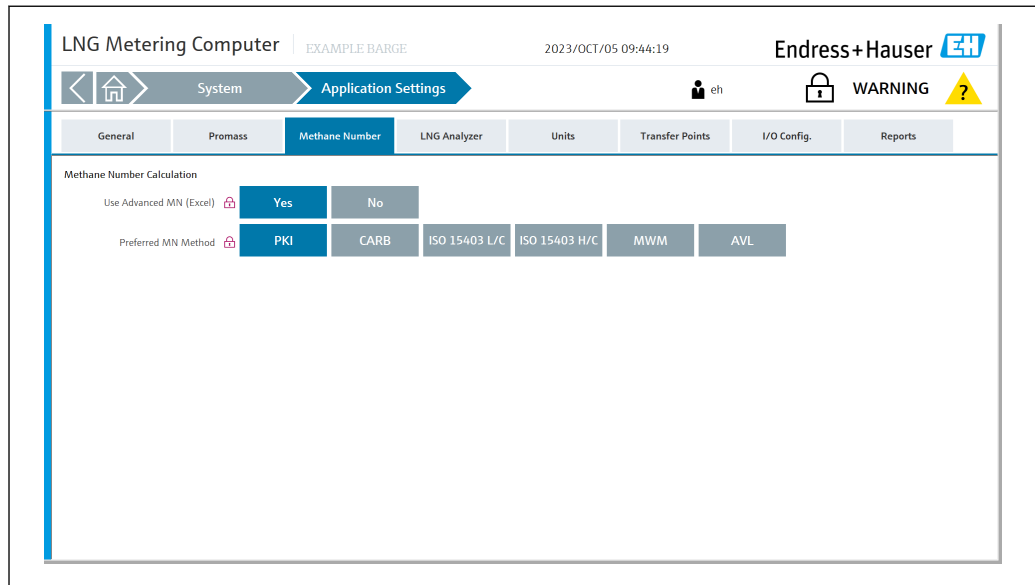 LNG Metering Computer EXAMPLE BARGE 2023/OCT/05 09:44:19 Endress+Hauser EH
System Application Settings eh 1 WARNING ?
General Promass Methane Number LNG Analyzer Units Transfer Points I/O Config. Reports
Methane Number Calculation
Use Advanced MN (Excel) Yes No
Preferred MN Method PKI CARB ISO 15403 L/C ISO 15403 H/C MWM AVL